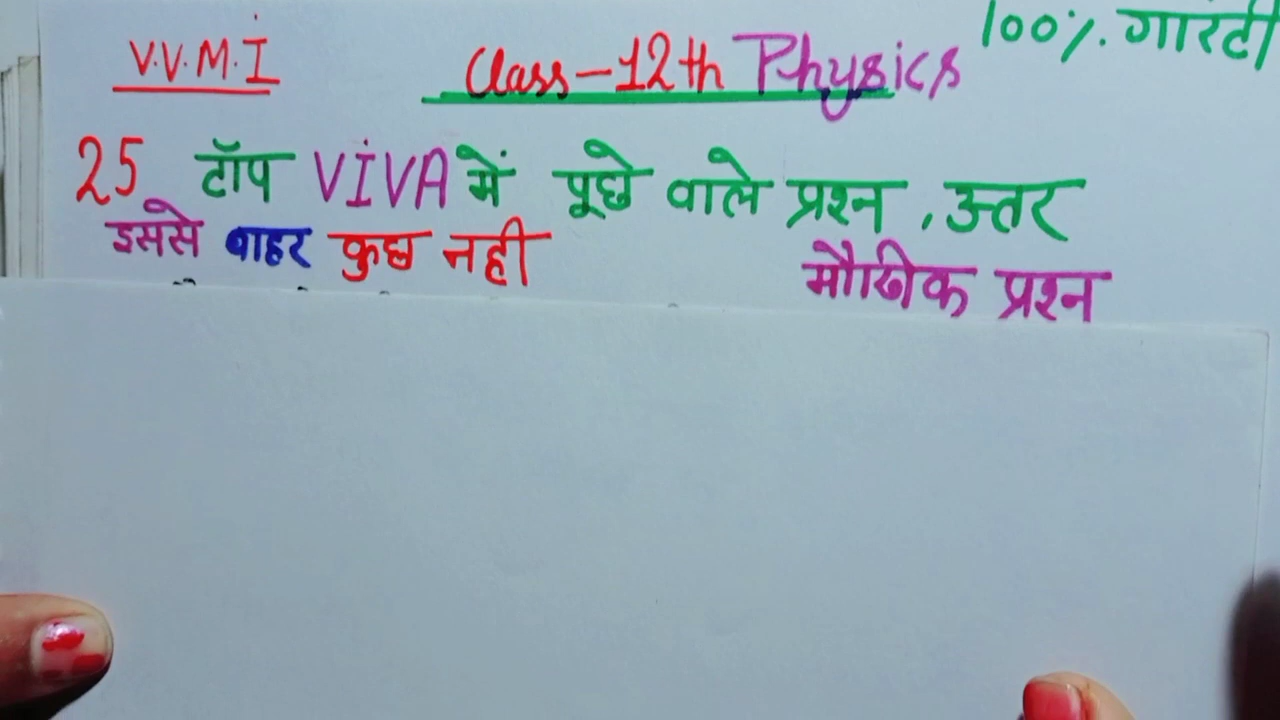 V.V.M.I Class-12th Physics 100%. गारंटी
25 टॉप VIVA में पूछे वाले प्रश्न , उत्तर
इससे बाहर कुछ नही
मौखिक प्रश्न